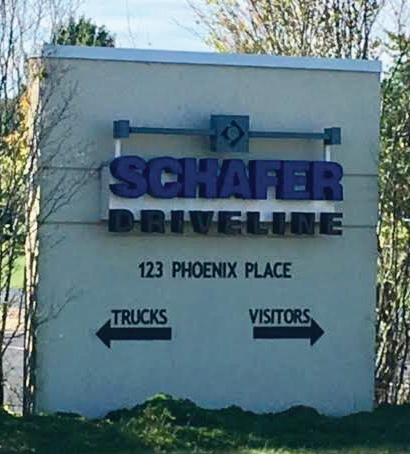 SCHAFER
DRIVELINE
123 PHOENIX PLACE
TRUCKS VISITORS